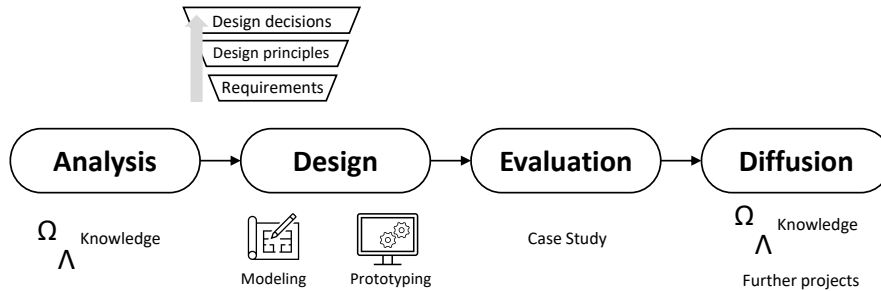 Design decisions
Design principles
Requirements
Analysis
Design
Evaluation
Diffusion
Ω
Λ Knowledge
Modeling
Prototyping
Case Study
Ω
Λ Knowledge
Further projects